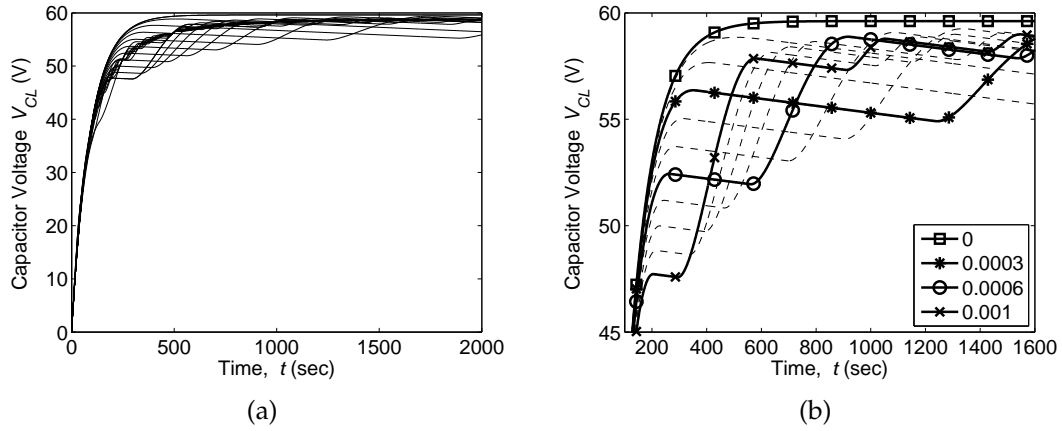 60
50
40
30
20
10
0
0 500 1000 1500 2000
Capacitor Voltage V_CL (V)
Time, t (sec)
(a)
60
55
50
45
200 400 600 800 1000 1200 1400 1600
Capacitor Voltage V_CL (V)
Time, t (sec)
0
0.0003
0.0006
0.001
(b)